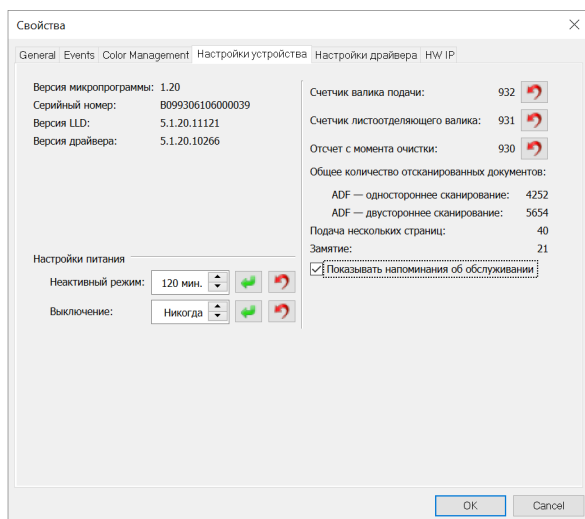 Свойства
General Events Color Management Настройки устройства Настройки драйвера HW IP
Версия микропрограммы: 1.20
Серийный номер: B099306106000039
Версия LLD: 5.1.20.11121
Версия драйвера: 5.1.20.10266
Настройки питания
Неактивный режим: 120 мин.
Выключение: Никогда
Счетчик валика подачи: 932
Счетчик листоотделяющего валика: 931
Отсчет с момента очистки: 930
Общее количество отсканированных документов:
ADF — одностороннее сканирование: 4252
ADF — двустороннее сканирование: 5654
Подача нескольких страниц: 40
Замятие: 21
Показывать напоминания об обслуживании
OK Cancel